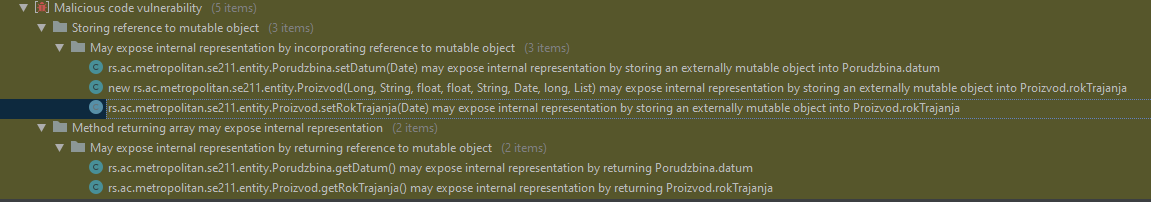 Malicious code vulnerability (5 items)
Storing reference to mutable object (3 items)
May expose internal representation by incorporating reference to mutable object (3 items)
rs.ac.metropolitan.se211.entity.Porudzbina.setDatum(Date) may expose internal representation by storing an externally mutable object into Porudzbina.datum
new rs.ac.metropolitan.se211.entity.Proizvod(Long, String, float, float, String, Date, long, List) may expose internal representation by storing an externally mutable object into Proizvod.rokTrajanja
rs.ac.metropolitan.se211.entity.Proizvod.setRokTrajanja(Date) may expose internal representation by storing an externally mutable object into Proizvod.rokTrajanja
Method returning array may expose internal representation (2 items)
May expose internal representation by returning reference to mutable object (2 items)
rs.ac.metropolitan.se211.entity.Porudzbina.getDatum() may expose internal representation by returning Porudzbina.datum
rs.ac.metropolitan.se211.entity.Proizvod.getRokTrajanja() may expose internal representation by returning Proizvod.rokTrajanja